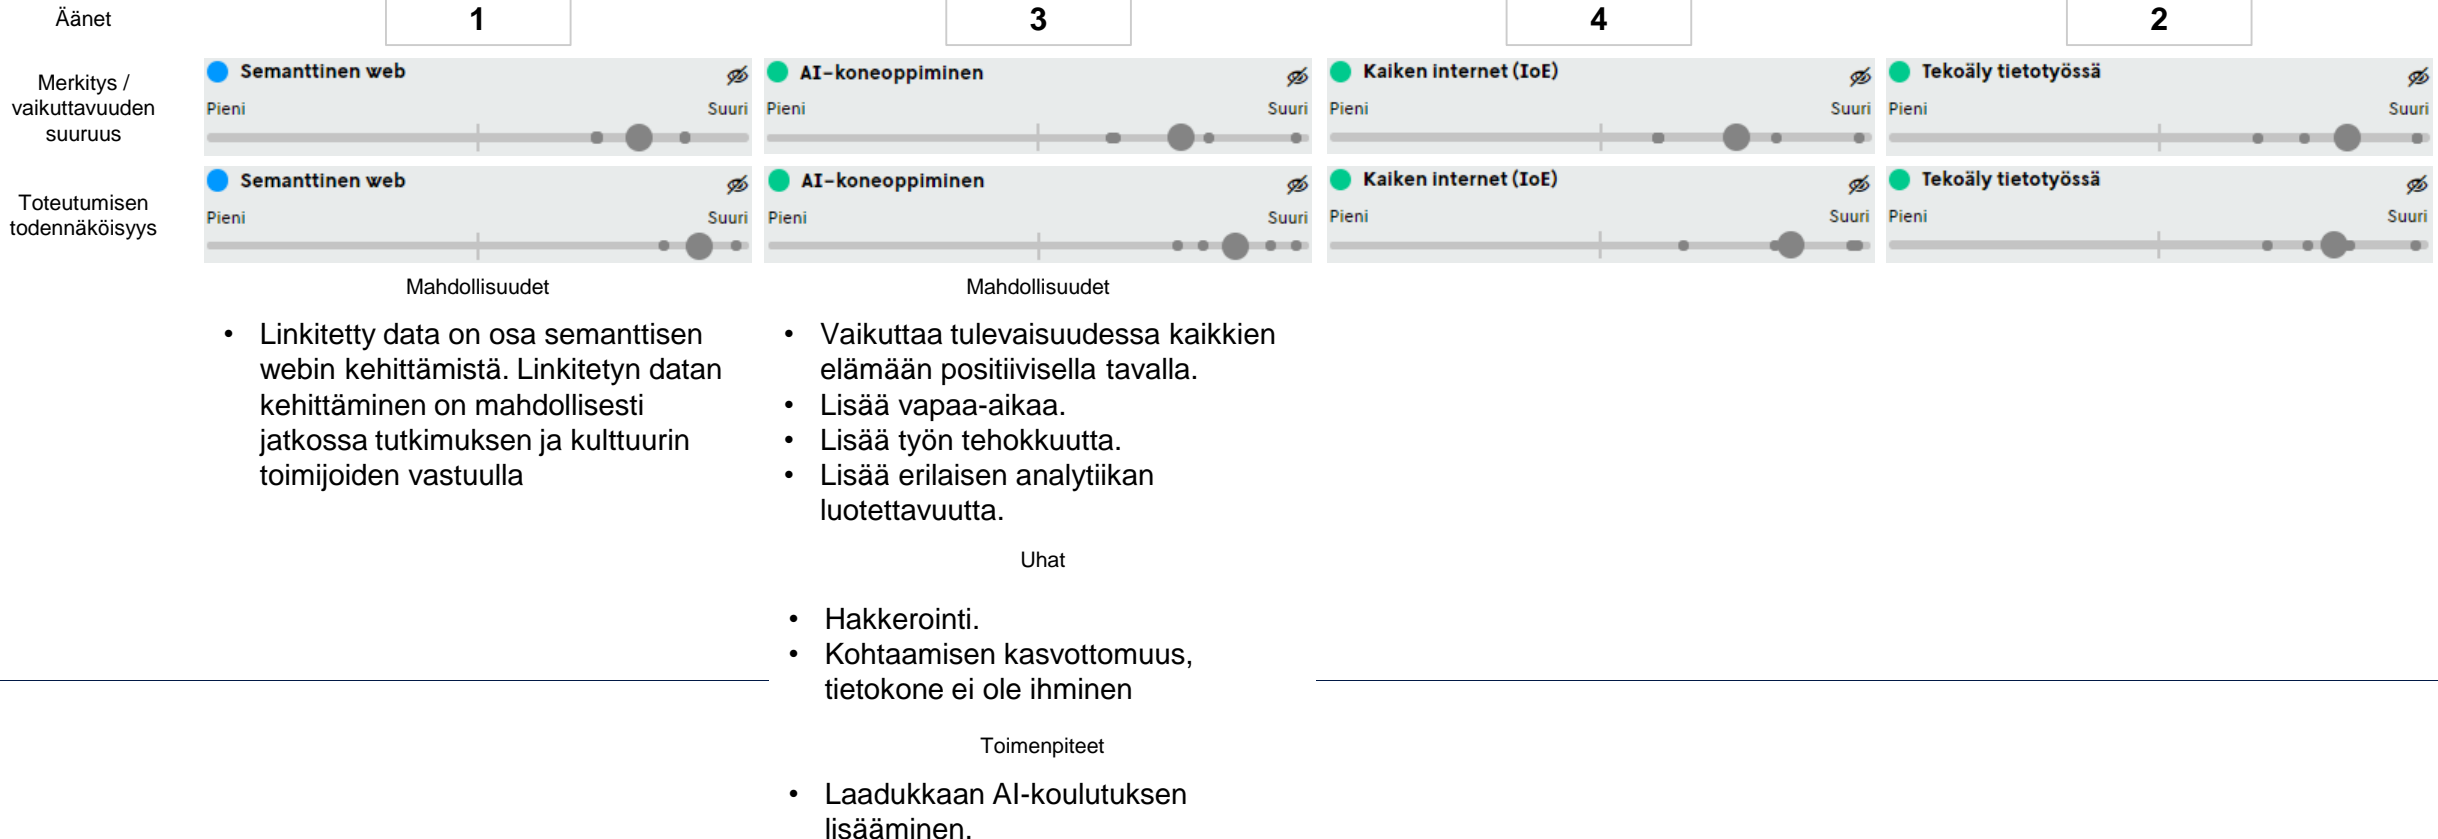 Äänet
1
3
4
2
Merkitys /
vaikuttavuuden
suuruus
Semanttinen web
Pieni
Suuri
AI-koneoppiminen
Pieni
Suuri
Kaiken internet (IoE)
Pieni
Suuri
Tekoäly tietotyössä
Pieni
Suuri
Toteutumisen
todennäköisyys
Semanttinen web
Pieni
Suuri
AI-koneoppiminen
Pieni
Suuri
Kaiken internet (IoE)
Pieni
Suuri
Tekoäly tietotyössä
Pieni
Suuri
Mahdollisuudet
• Linkitetty data on osa semanttisen
webin kehittämistä. Linkitetyn datan
kehittäminen on mahdollisesti
jatkossa tutkimuksen ja kulttuurin
toimijoiden vastuulla
Mahdollisuudet
• Vaikuttaa tulevaisuudessa kaikkien
elämään positiivisella tavalla.
• Lisää vapaa-aikaa.
• Lisää työn tehokkuutta.
• Lisää erilaisen analytiikan
luotettavuutta.
Uhat
• Hakkerointi.
• Kohtaamisen kasvottomuus,
tietokone ei ole ihminen
Toimenpiteet
• Laadukkaan AI-koulutuksen
lisääminen.